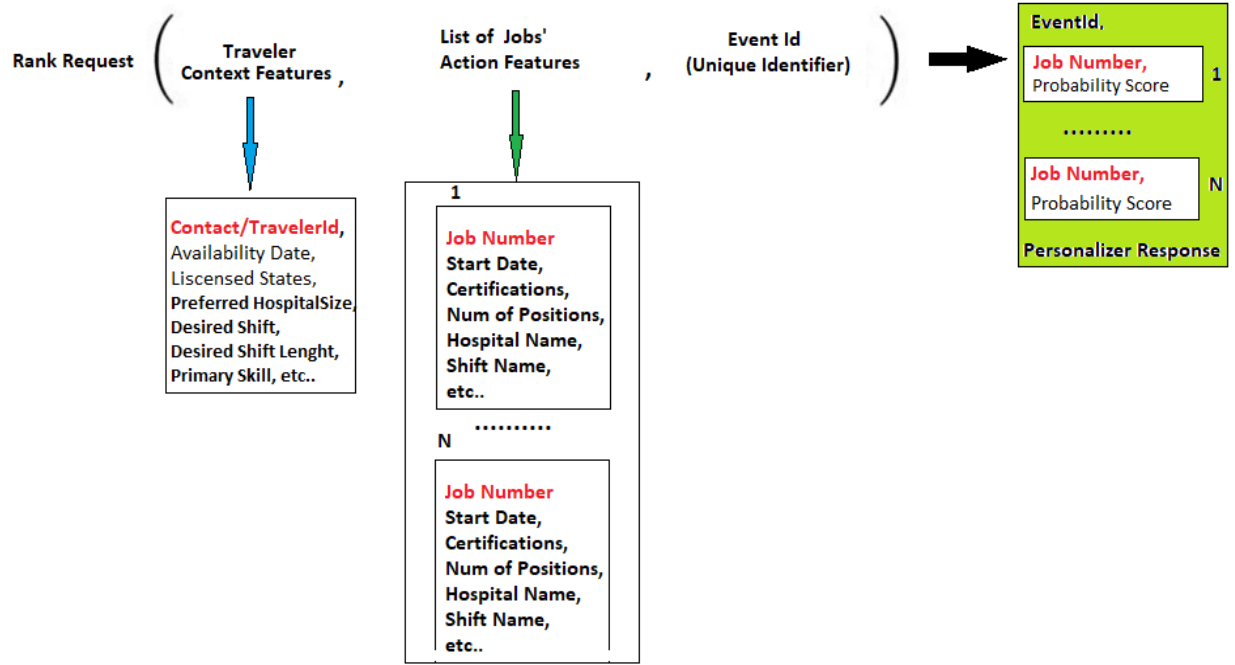 Rank Request
Traveler
Context Features ,
List of Jobs'
Action Features
,
Event Id
(Unique Identifier)
EventId,
Job Number,
Probability Score
1
.........
Job Number,
Probability Score
N
Personalizer Response
Contact/TravelerId,
Availability Date,
Liscensed States,
Preferred HospitalSize,
Desired Shift,
Desired Shift Lenght,
Primary Skill, etc..
1
Job Number
Start Date,
Certifications,
Num of Positions,
Hospital Name,
Shift Name,
etc..
..........
N
Job Number
Start Date,
Certifications,
Num of Positions,
Hospital Name,
Shift Name,
etc..